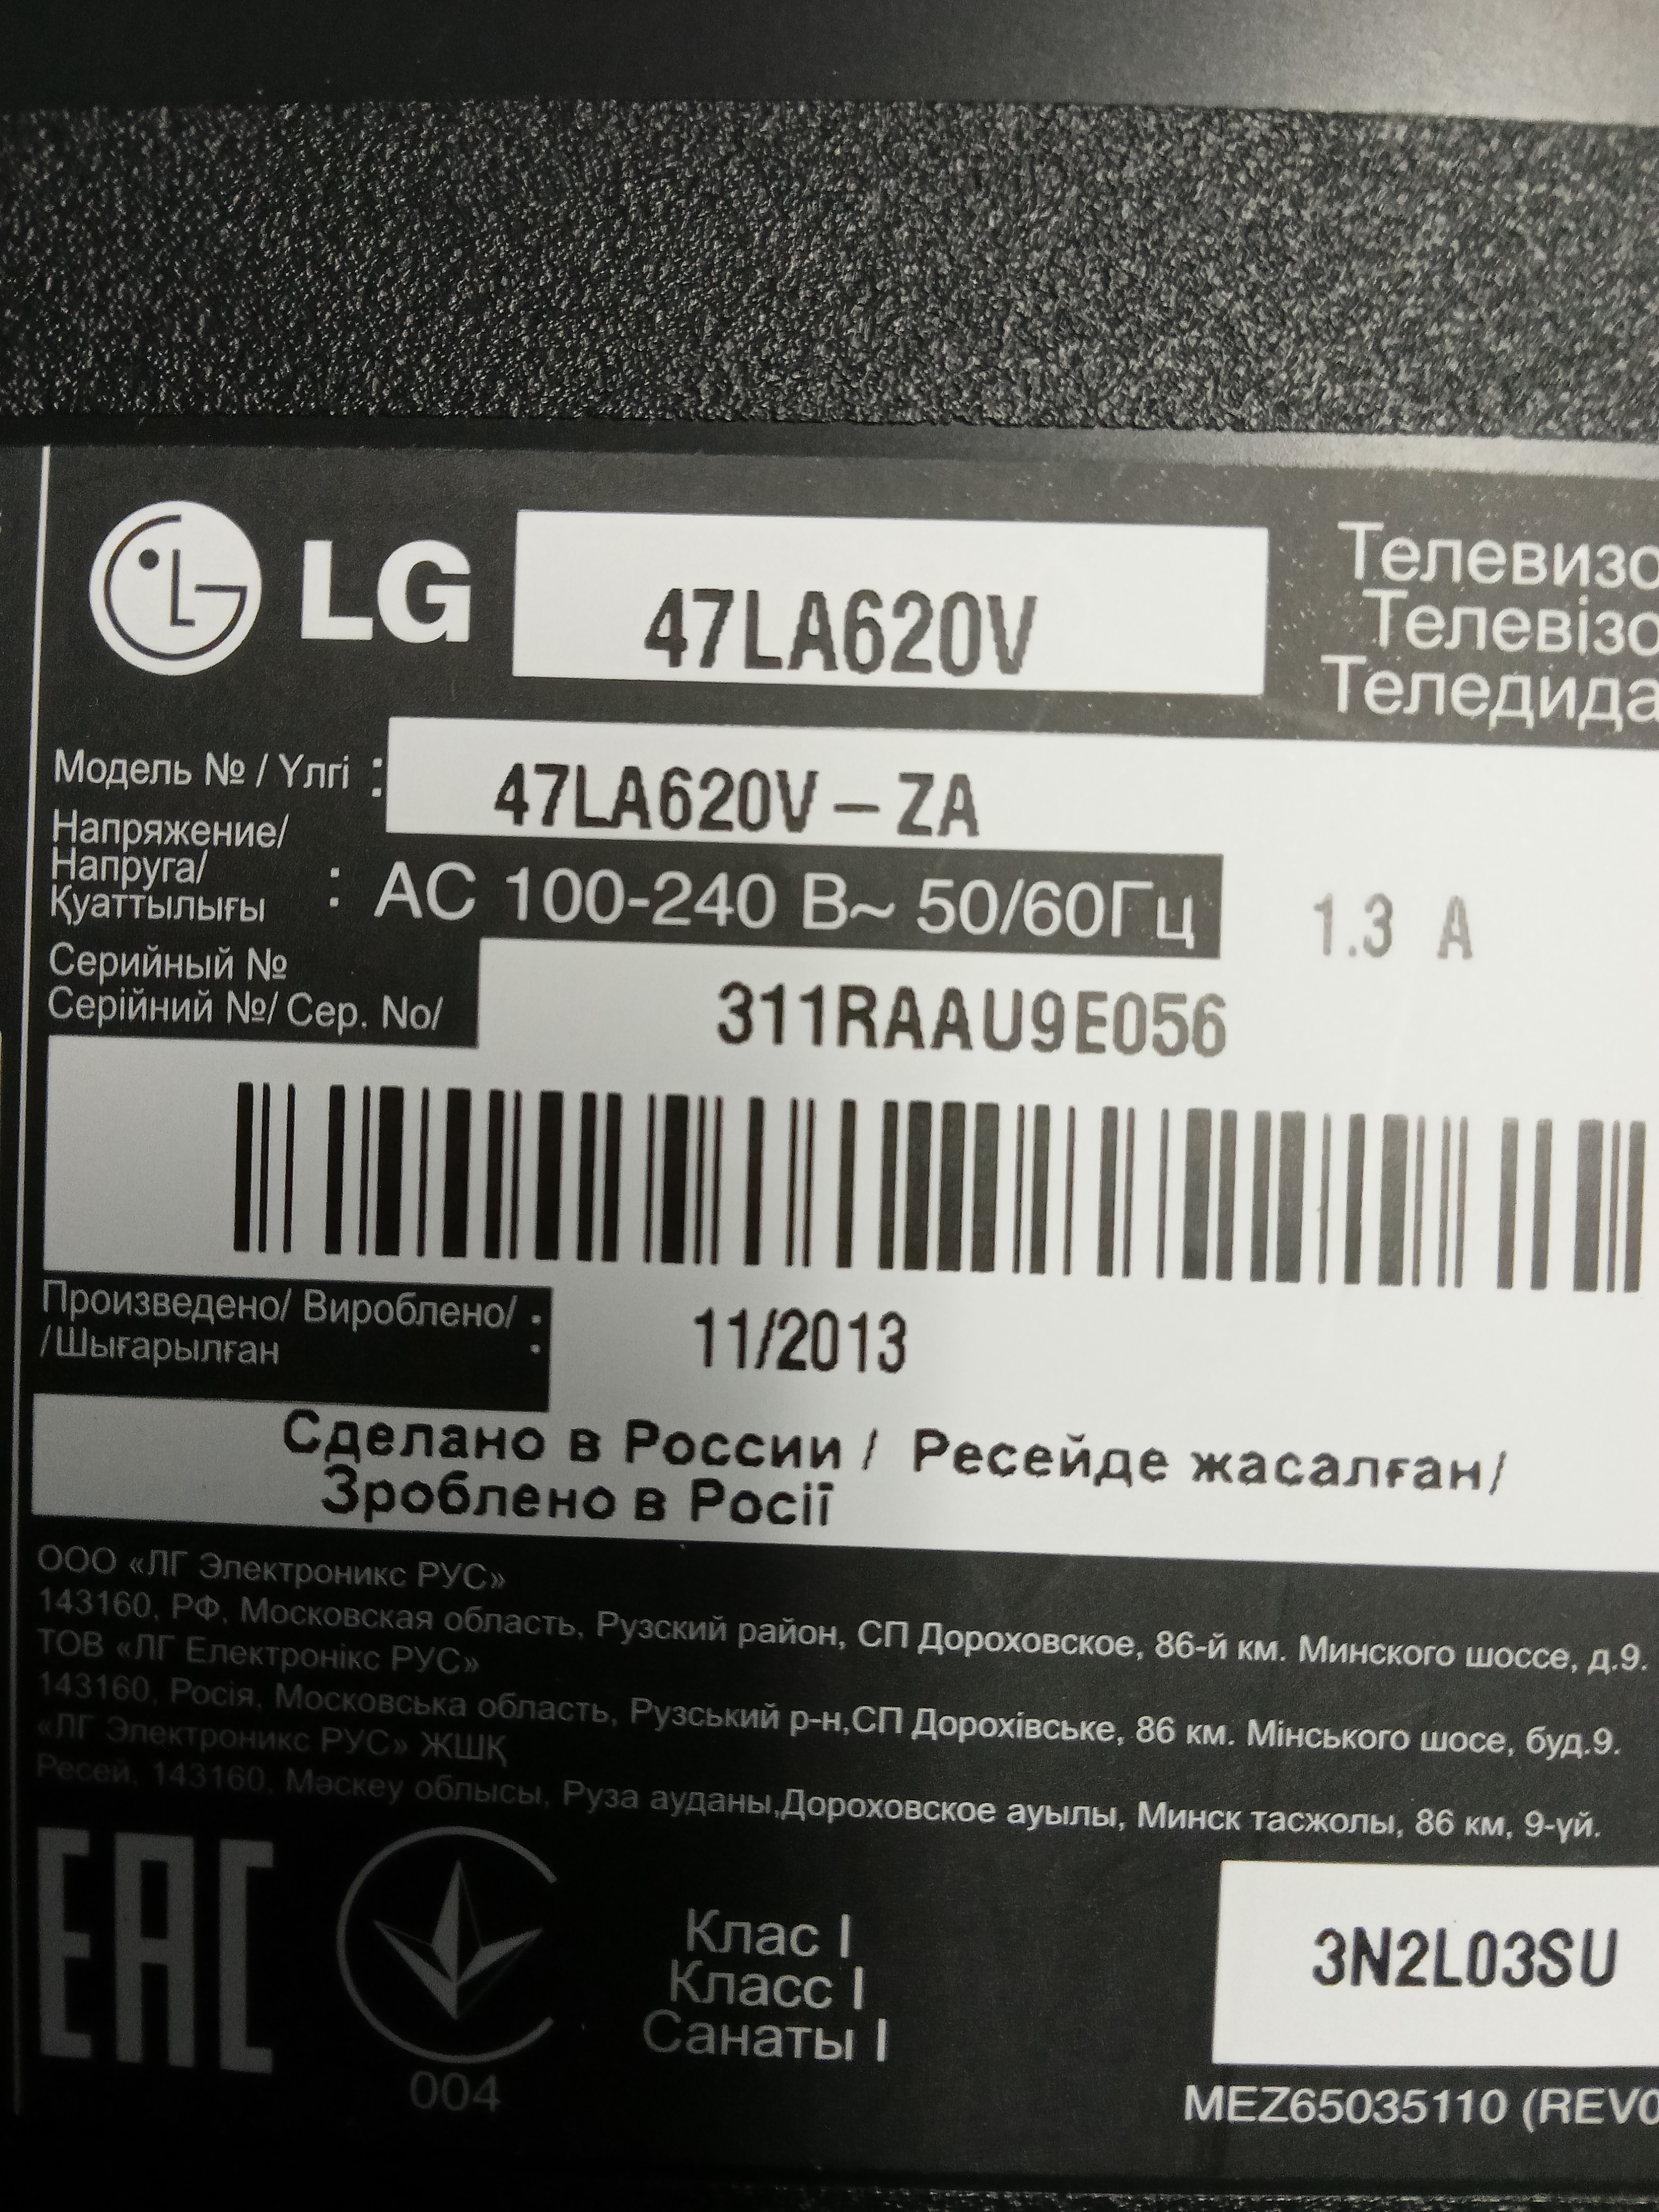 LG
47LA620V
Телевизо
Телевізо
Теледида
Модель № / Үлгі :
47LA620V – ZA
Напряжение/
Напруга/
Қуаттылығы
: AC 100-240 В~ 50/60Гц
1.3 A
Серийный №
Серійний №/ Сер. No/
311RAAU9E056
Произведено/ Вироблено/ :
/Шығарылған :
11/2013
Сделано в России / Ресейде жасалған/
Зроблено в Росії
ООО «ЛГ Электроникс РУС»
143160, РФ, Московская область, Рузский район, СП Дороховское, 86-й км. Минского шоссе, д.9.
ТОВ «ЛГ Електронікс РУС»
143160, Росія, Московська область, Рузський р-н,СП Дорохівське, 86 км. Мінського шосе, буд.9.
«ЛГ Электроникс РУС» ЖШҚ
Ресей, 143160, Мәскеу облысы, Руза ауданы,Дороховское ауылы, Минск тасжолы, 86 км, 9-үй.
EAC
004
Клас I
Класс I
Санаты I
3N2L03SU
MEZ65035110 (REV0